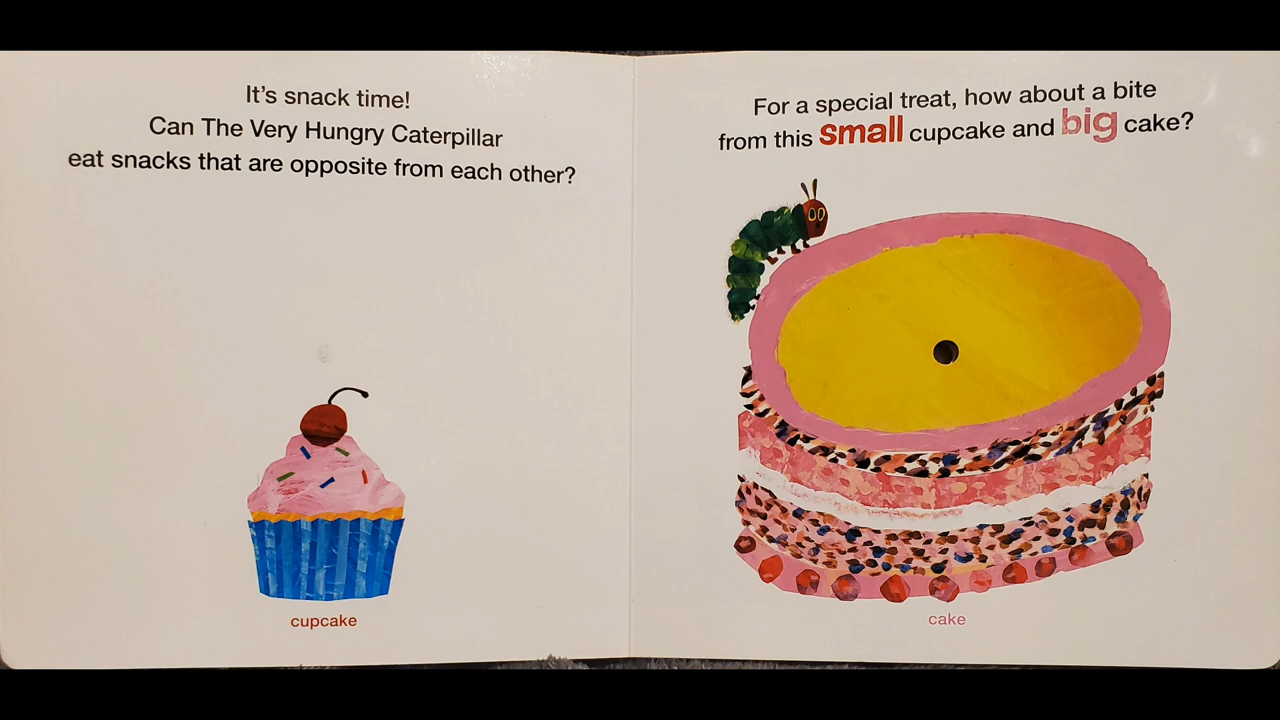 It's snack time!
Can The Very Hungry Caterpillar
eat snacks that are opposite from each other?
cupcake
For a special treat, how about a bite
from this small cupcake and big cake?
cake